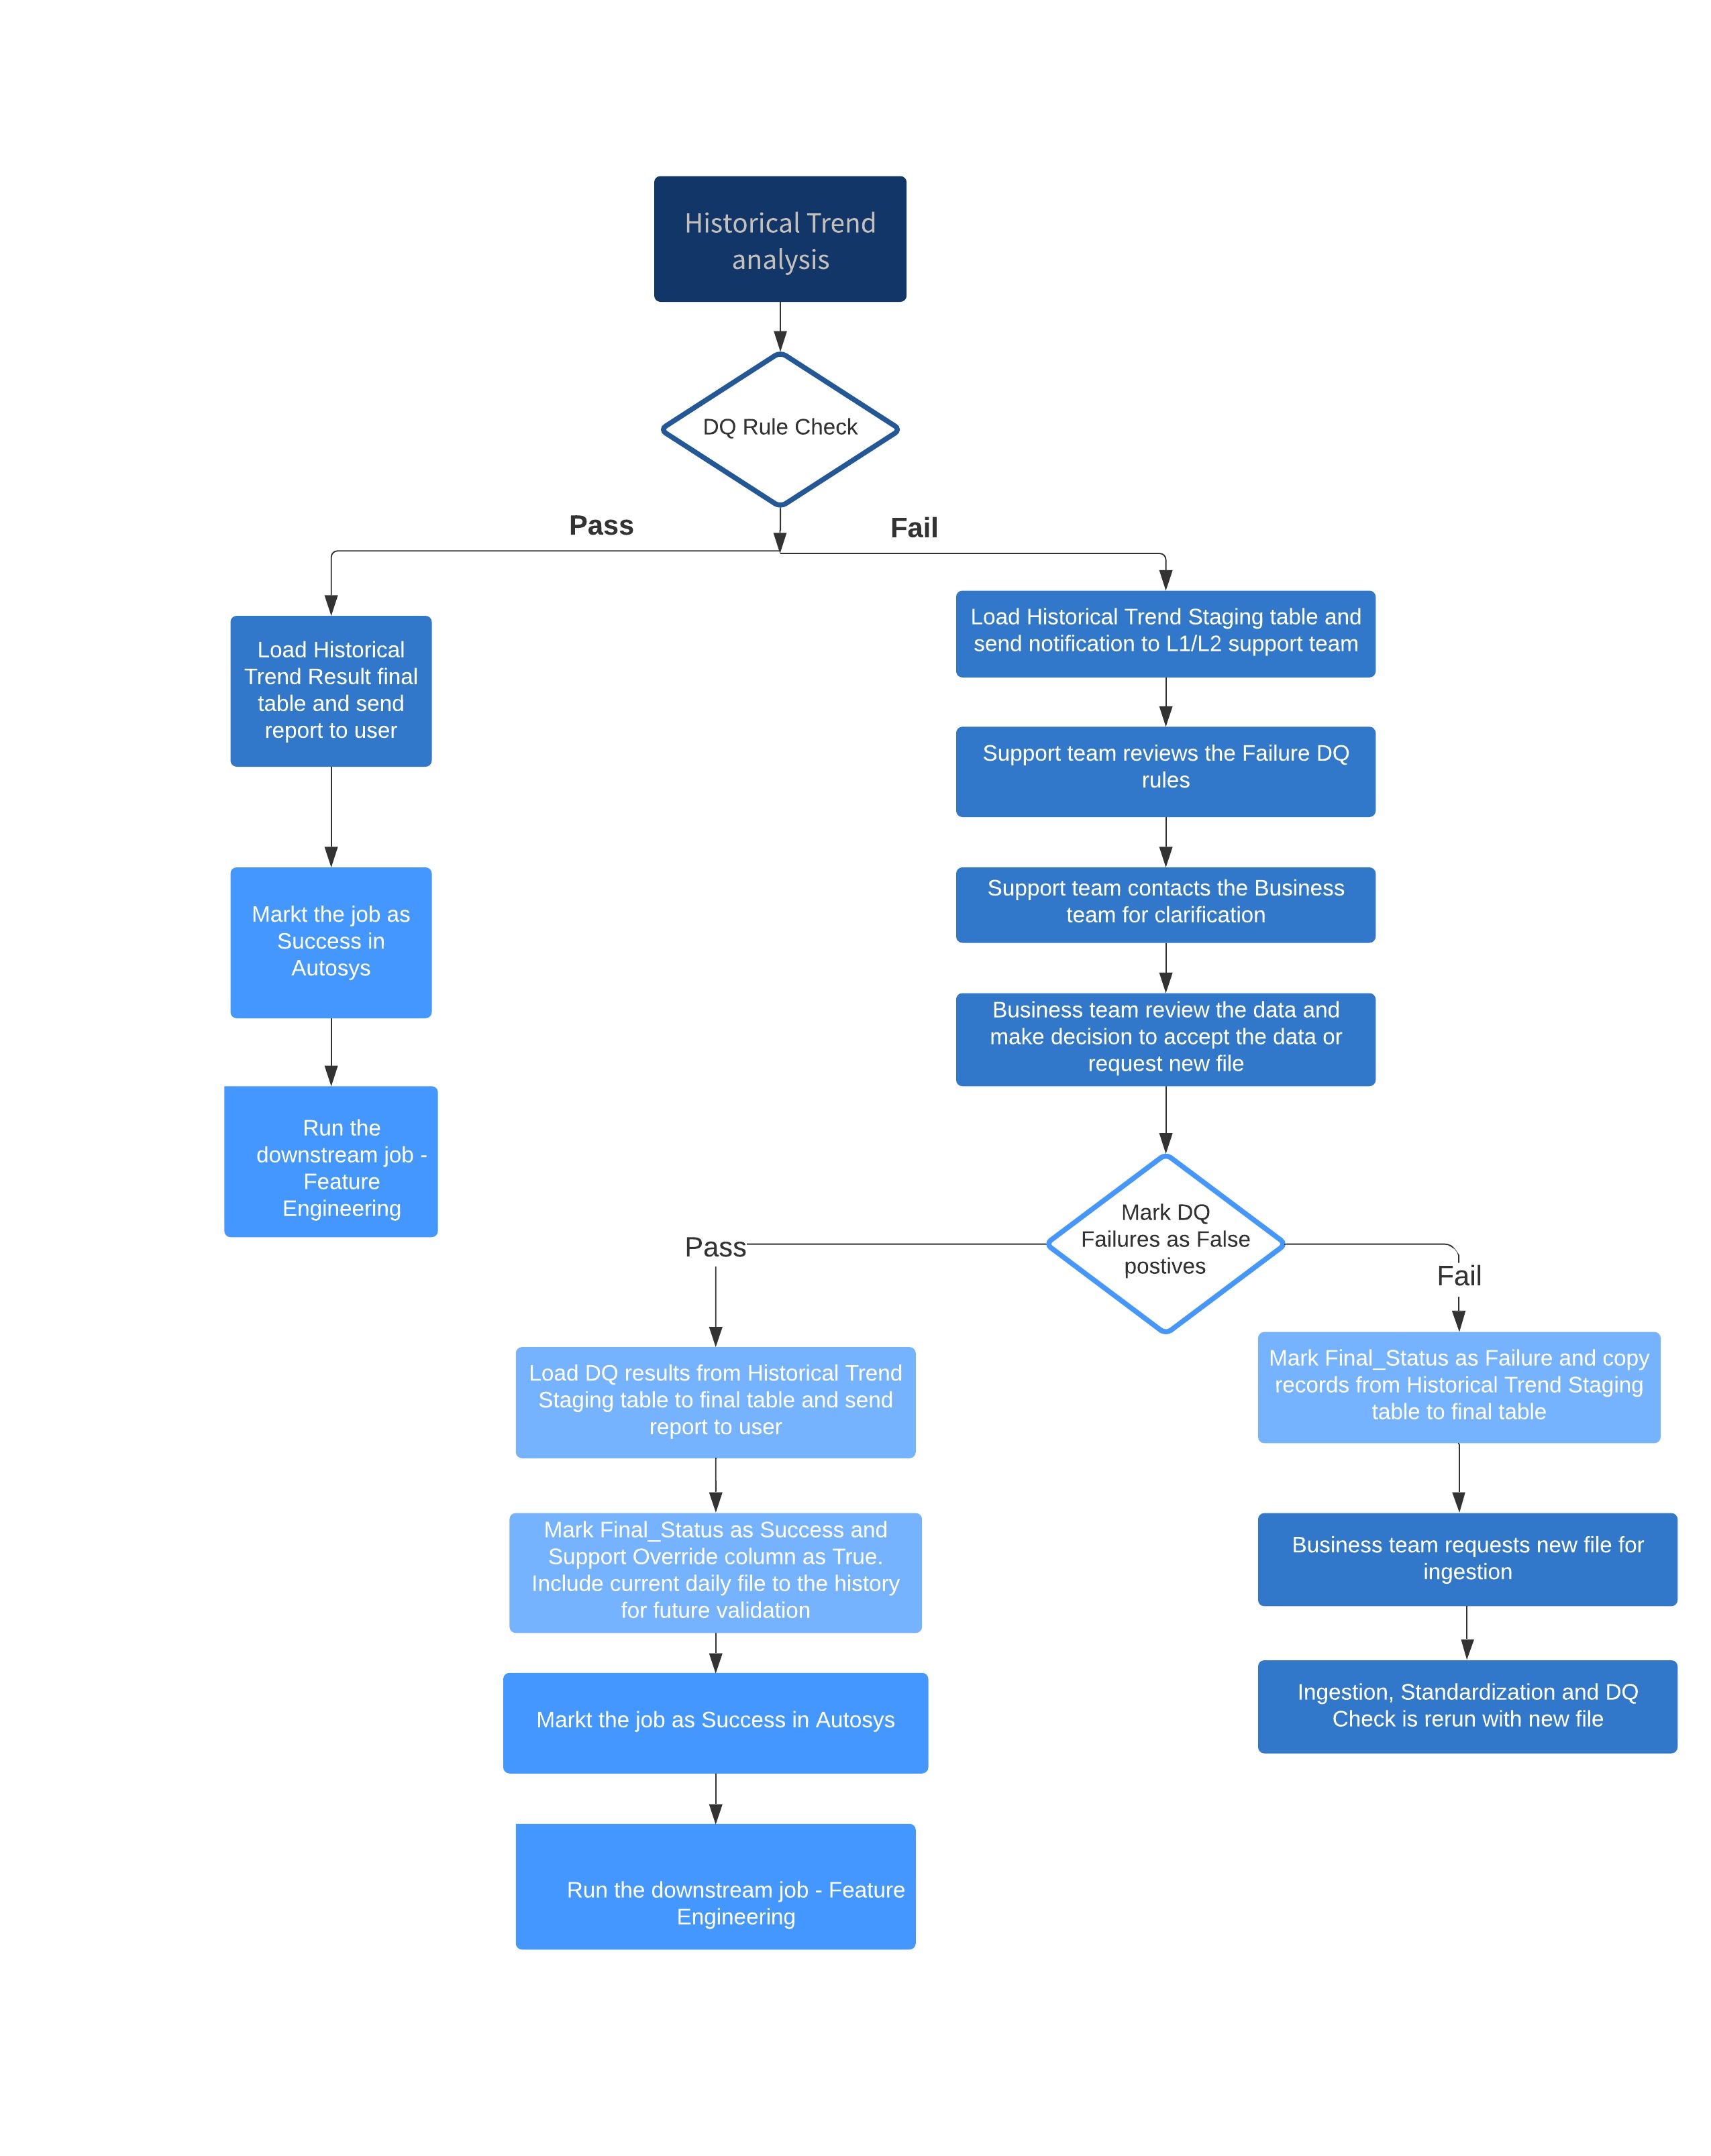 Historical Trend
analysis
DQ Rule Check
Pass
Fail
Load Historical
Trend Result final
table and send
report to user
Markt the job as
Success in
Autosys
Run the
downstream job -
Feature
Engineering
Load Historical Trend Staging table and
send notification to L1/L2 support team
Support team reviews the Failure DQ
rules
Support team contacts the Business
team for clarification
Business team review the data and
make decision to accept the data or
request new file
Mark DQ
Failures as False
postives
Pass
Fail
Load DQ results from Historical Trend
Staging table to final table and send
report to user
Mark Final_Status as Success and
Support Override column as True.
Include current daily file to the history
for future validation
Markt the job as Success in Autosys
Run the downstream job - Feature
Engineering
Mark Final_Status as Failure and copy
records from Historical Trend Staging
table to final table
Business team requests new file for
ingestion
Ingestion, Standardization and DQ
Check is rerun with new file